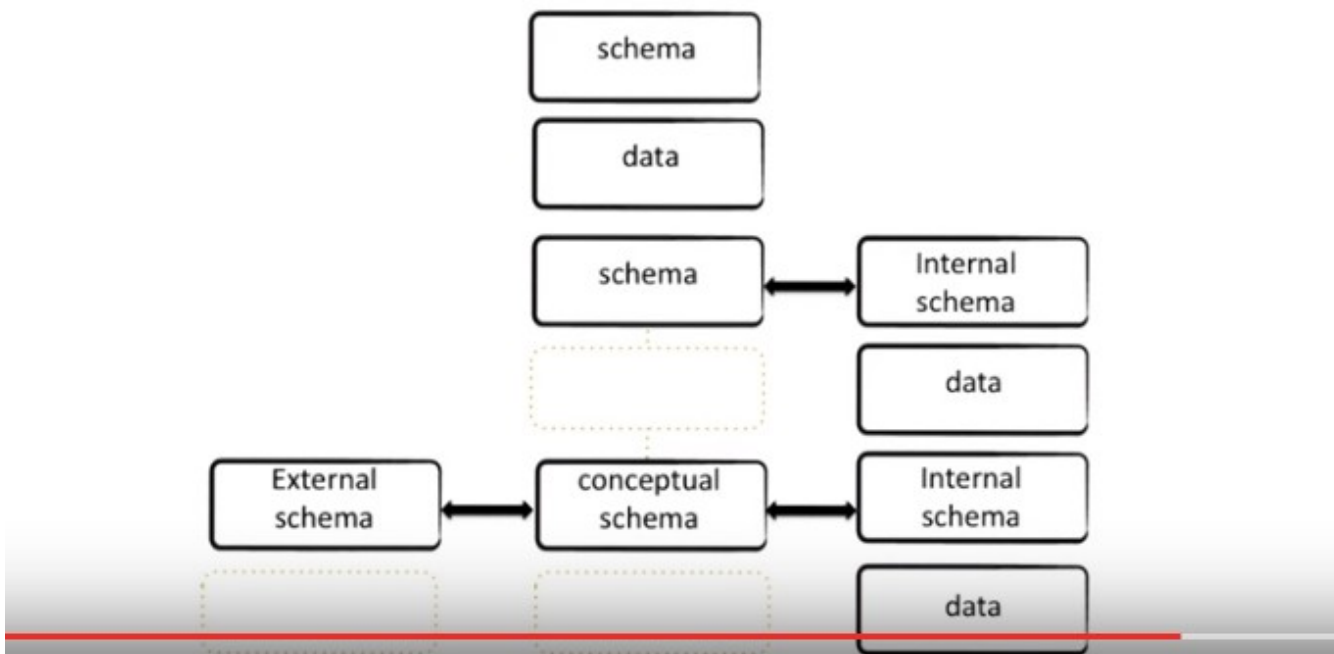 schema
data
schema
Internal
schema
data
External
schema
conceptual
schema
Internal
schema
data